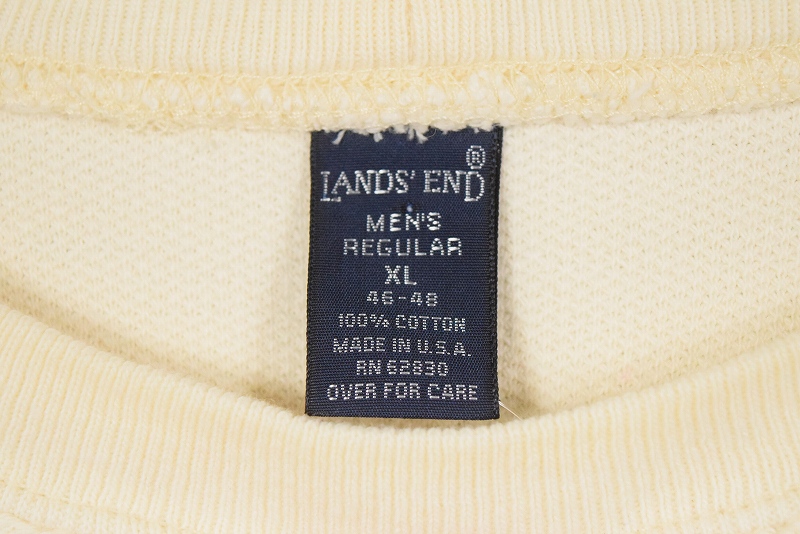 LANDS' END®
MEN'S
REGULAR
XL
46-48
100% COTTON
MADE IN U.S.A.
RN 62830
OVER FOR CARE